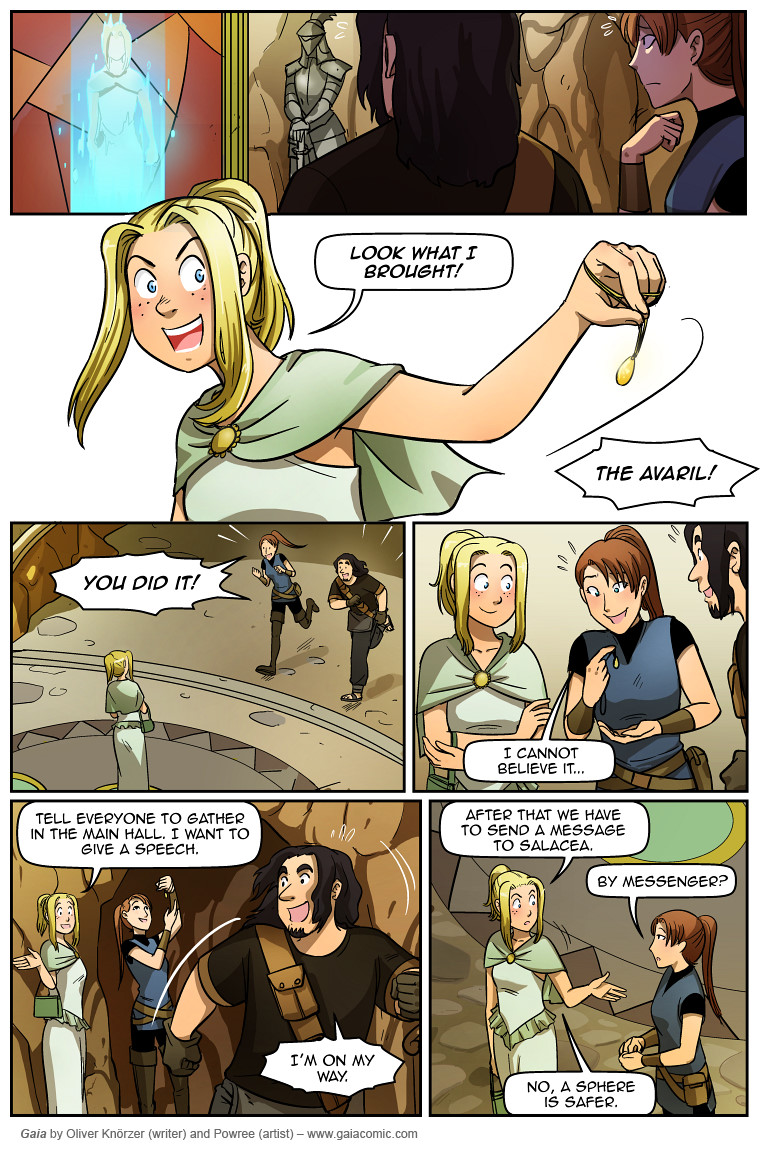 LOOK WHAT I
BROUGHT!
THE AVARIL!
YOU DID IT!
I CANNOT
BELIEVE IT...
TELL EVERYONE TO GATHER
IN THE MAIN HALL. I WANT TO
GIVE A SPEECH.
I'M ON MY
WAY.
AFTER THAT WE HAVE
TO SEND A MESSAGE
TO SALACEA.
BY MESSENGER?
NO, A SPHERE
IS SAFER.
Gaia by Oliver Knörzer (writer) and Powree (artist) – www.gaiacomic.com